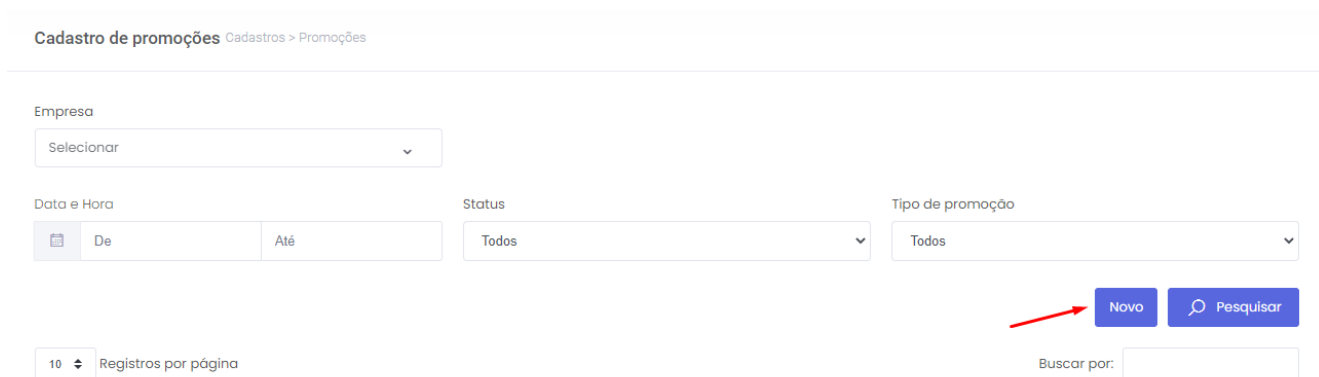 Cadastro de promoções Cadastros > Promoções
Empresa
Selecionar
Data e Hora Status Tipo de promoção
De Até Todos Todos
Novo Pesquisar
10 Registros por página Buscar por: